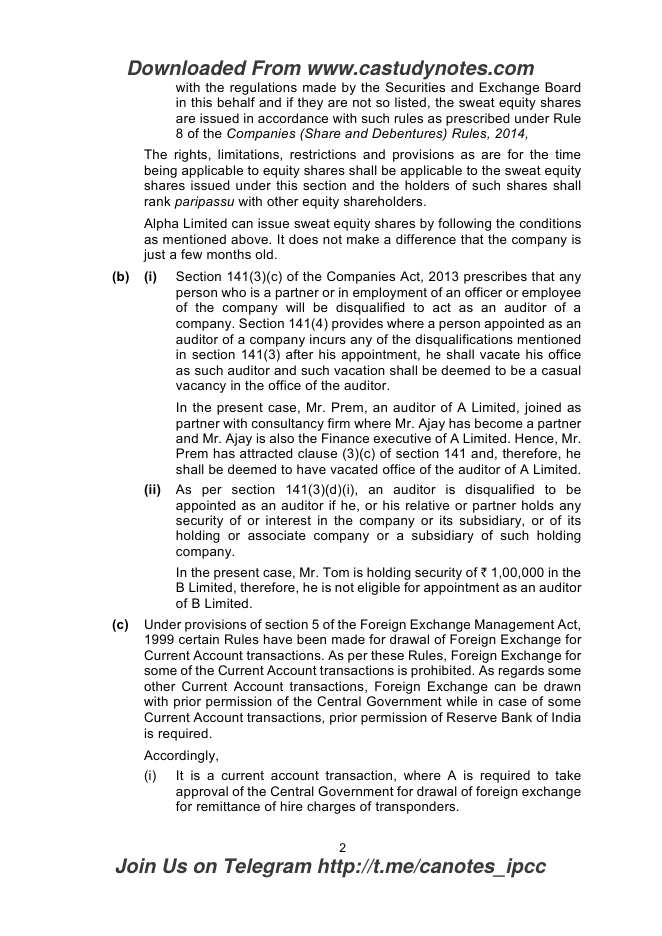 Downloaded From www.castudynotes.com
with the regulations made by the Securities and Exchange Board
in this behalf and if they are not so listed, the sweat equity shares
are issued in accordance with such rules as prescribed under Rule
8 of the Companies (Share and Debentures) Rules, 2014,
The rights, limitations, restrictions and provisions as are for the time
being applicable to equity shares shall be applicable to the sweat equity
shares issued under this section and the holders of such shares shall
rank paripassu with other equity shareholders.
Alpha Limited can issue sweat equity shares by following the conditions
as mentioned above. It does not make a difference that the company is
just a few months old.
(b) (i) Section 141(3)(c) of the Companies Act, 2013 prescribes that any
person who is a partner or in employment of an officer or employee
of the company will be disqualified to act as an auditor of a
company. Section 141(4) provides where a person appointed as an
auditor of a company incurs any of the disqualifications mentioned
in section 141(3) after his appointment, he shall vacate his office
as such auditor and such vacation shall be deemed to be a casual
vacancy in the office of the auditor.
In the present case, Mr. Prem, an auditor of A Limited, joined as
partner with consultancy firm where Mr. Ajay has become a partner
and Mr. Ajay is also the Finance executive of A Limited. Hence, Mr.
Prem has attracted clause (3)(c) of section 141 and, therefore, he
shall be deemed to have vacated office of the auditor of A Limited.
(ii) As per section 141(3)(d)(i), an auditor is disqualified to be
appointed as an auditor if he, or his relative or partner holds any
security of or interest in the company or its subsidiary, or of its
holding or associate company or a subsidiary of such holding
company.
In the present case, Mr. Tom is holding security of ₹ 1,00,000 in the
B Limited, therefore, he is not eligible for appointment as an auditor
of B Limited.
(c) Under provisions of section 5 of the Foreign Exchange Management Act,
1999 certain Rules have been made for drawal of Foreign Exchange for
Current Account transactions. As per these Rules, Foreign Exchange for
some of the Current Account transactions is prohibited. As regards some
other Current Account transactions, Foreign Exchange can be drawn
with prior permission of the Central Government while in case of some
Current Account transactions, prior permission of Reserve Bank of India
is required.
Accordingly,
(i) It is a current account transaction, where A is required to take
approval of the Central Government for drawal of foreign exchange
for remittance of hire charges of transponders.
2
Join Us on Telegram http://t.me/canotes_ipcc